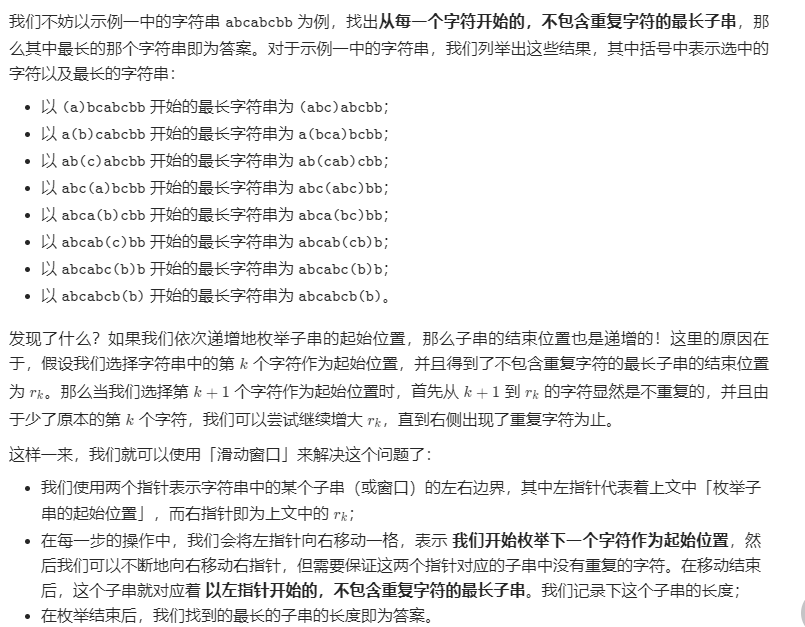 我们不妨以示例一中的字符串 abcabcbb 为例，找出从每一个字符开始的，不包含重复字符的最长子串，那
么其中最长的那个字符串即为答案。对于示例一中的字符串，我们列举出这些结果，其中括号中表示选中的
字符以及最长的字符串：
• 以 (a)bcabcbb 开始的最长字符串为 (abc)abcbb；
• 以 a(b)cabcbb 开始的最长字符串为 a(bca)bcbb；
• 以 ab(c)abcbb 开始的最长字符串为 ab(cab)cbb；
• 以 abc(a)bcbb 开始的最长字符串为 abc(abc)bb；
• 以 abca(b)cbb 开始的最长字符串为 abca(bc)bb；
• 以 abcab(c)bb 开始的最长字符串为 abcab(cb)b；
• 以 abcabc(b)b 开始的最长字符串为 abcabc(b)b；
• 以 abcabcb(b) 开始的最长字符串为 abcabcb(b)。
发现了什么？如果我们依次递增地枚举子串的起始位置，那么子串的结束位置也是递增的！这里的原因在
于，假设我们选择字符串中的第 k 个字符作为起始位置，并且得到了不包含重复字符的最长子串的结束位置
为 rₖ。那么当我们选择第 k + 1 个字符作为起始位置时，首先从 k + 1 到 rₖ 的字符显然是不重复的，并且由
于少了原本的第 k 个字符，我们可以尝试继续增大 rₖ，直到右侧出现了重复字符为止。
这样一来，我们就可以使用「滑动窗口」来解决这个问题了：
• 我们使用两个指针表示字符串中的某个子串（或窗口）的左右边界，其中左指针代表着上文中「枚举子
串的起始位置」，而右指针即为上文中的 rₖ；
• 在每一步的操作中，我们会将左指针向右移动一格，表示 我们开始枚举下一个字符作为起始位置，然
后我们可以不断地向右移动右指针，但需要保证这两个指针对应的子串中没有重复的字符。在移动结束
后，这个子串就对应着 以左指针开始的，不包含重复字符的最长子串。我们记录下这个子串的长度；
• 在枚举结束后，我们找到的最长的子串的长度即为答案。